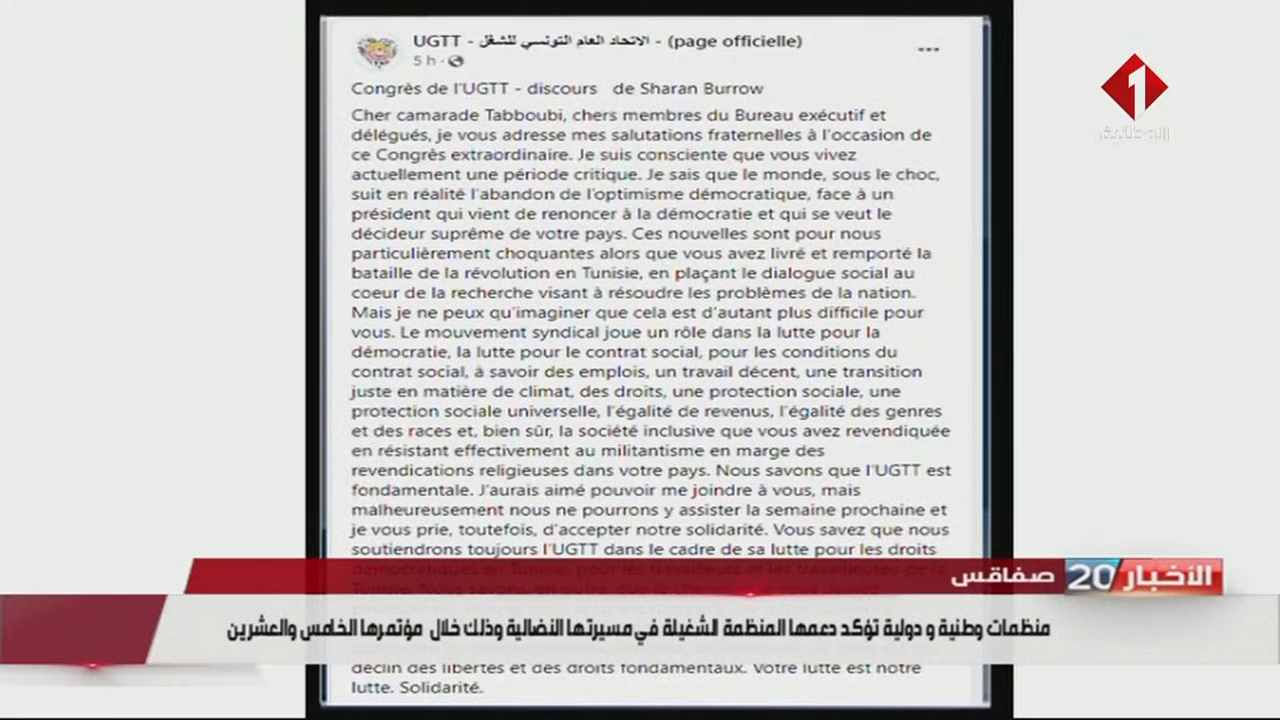 UGTT - الاتحاد العام التونسي للشغل - (page officielle)
5 h
Congrès de l'UGTT - discours de Sharan Burrow
Cher camarade Tabboubi, chers membres du Bureau exécutif et
délégués, je vous adresse mes salutations fraternelles à l'occasion de
ce Congrès extraordinaire. Je suis consciente que vous vivez
actuellement une période critique. Je sais que le monde, sous le choc,
suit en réalité l'abandon de l'optimisme démocratique, face à un
président qui vient de renoncer à la démocratie et qui se veut le
décideur suprême de votre pays. Ces nouvelles sont pour nous
particulièrement choquantes alors que vous avez livré et remporté la
bataille de la révolution en Tunisie, en plaçant le dialogue social au
coeur de la recherche visant à résoudre les problèmes de la nation.
Mais je ne peux qu'imaginer que cela est d'autant plus difficile pour
vous. Le mouvement syndical joue un rôle dans la lutte pour la
démocratie, la lutte pour le contrat social, pour les conditions du
contrat social, à savoir des emplois, un travail décent, une transition
juste en matière de climat, des droits, une protection sociale, une
protection sociale universelle, l'égalité de revenus, l'égalité des genres
et des races et, bien sûr, la société inclusive que vous avez revendiquée
en résistant effectivement au militantisme en marge des
revendications religieuses dans votre pays. Nous savons que l'UGTT est
fondamentale. J'aurais aimé pouvoir me joindre à vous, mais
malheureusement nous ne pourrons y assister la semaine prochaine et
je vous prie, toutefois, d'accepter notre solidarité. Vous savez que nous
soutiendrons toujours l'UGTT dans le cadre de sa lutte pour les droits
démocratiques en Tunisie, pour les travailleurs et les travailleuses de la
الأخبار 20 صفاقس
منظمات وطنية و دولية تؤكد دعمها المنظمة الشغيلة في مسيرتها النضالية وذلك خلال مؤتمرها الخامس والعشرين
déclin des libertés et des droits fondamentaux. Votre lutte est notre
lutte. Solidarité.
1
الوطنية